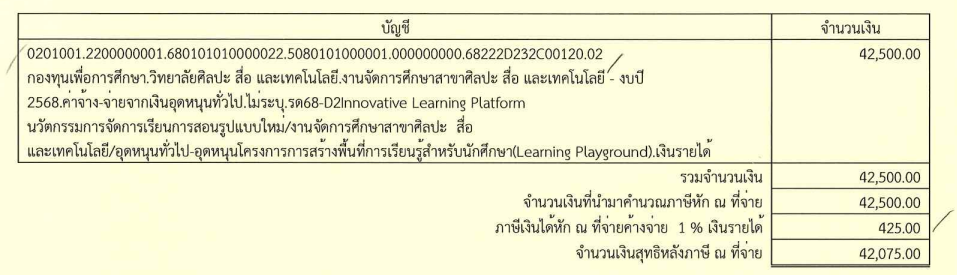 บัญชี จำนวนเงิน
0201001.2200000001.680101010000022.5080101000001.000000000.68222D232C00120.02 42,500.00
กองทุนเพื่อการศึกษา.วิทยาลัยศิลปะ สื่อ และเทคโนโลยี.งานจัดการศึกษาสาขาศิลปะ สื่อ และเทคโนโลยี - งบปี
2568.ค่าจ้าง-จ่ายจากเงินอุดหนุนทั่วไป.ไม่ระบุ.รด68-D2Innovative Learning Platform
นวัตกรรมการจัดการเรียนการสอนรูปแบบใหม่/งานจัดการศึกษาสาขาศิลปะ สื่อ
และเทคโนโลยี/อุดหนุนทั่วไป-อุดหนุนโครงการการสร้างพื้นที่การเรียนรู้สำหรับนักศึกษา(Learning Playground).เงินรายได้
รวมจำนวนเงิน 42,500.00
จำนวนเงินที่นำมาคำนวณภาษีหัก ณ ที่จ่าย 42,500.00
ภาษีเงินได้หัก ณ ที่จ่ายค้างจ่าย 1 % เงินรายได้ 425.00
จำนวนเงินสุทธิหลังภาษี ณ ที่จ่าย 42,075.00